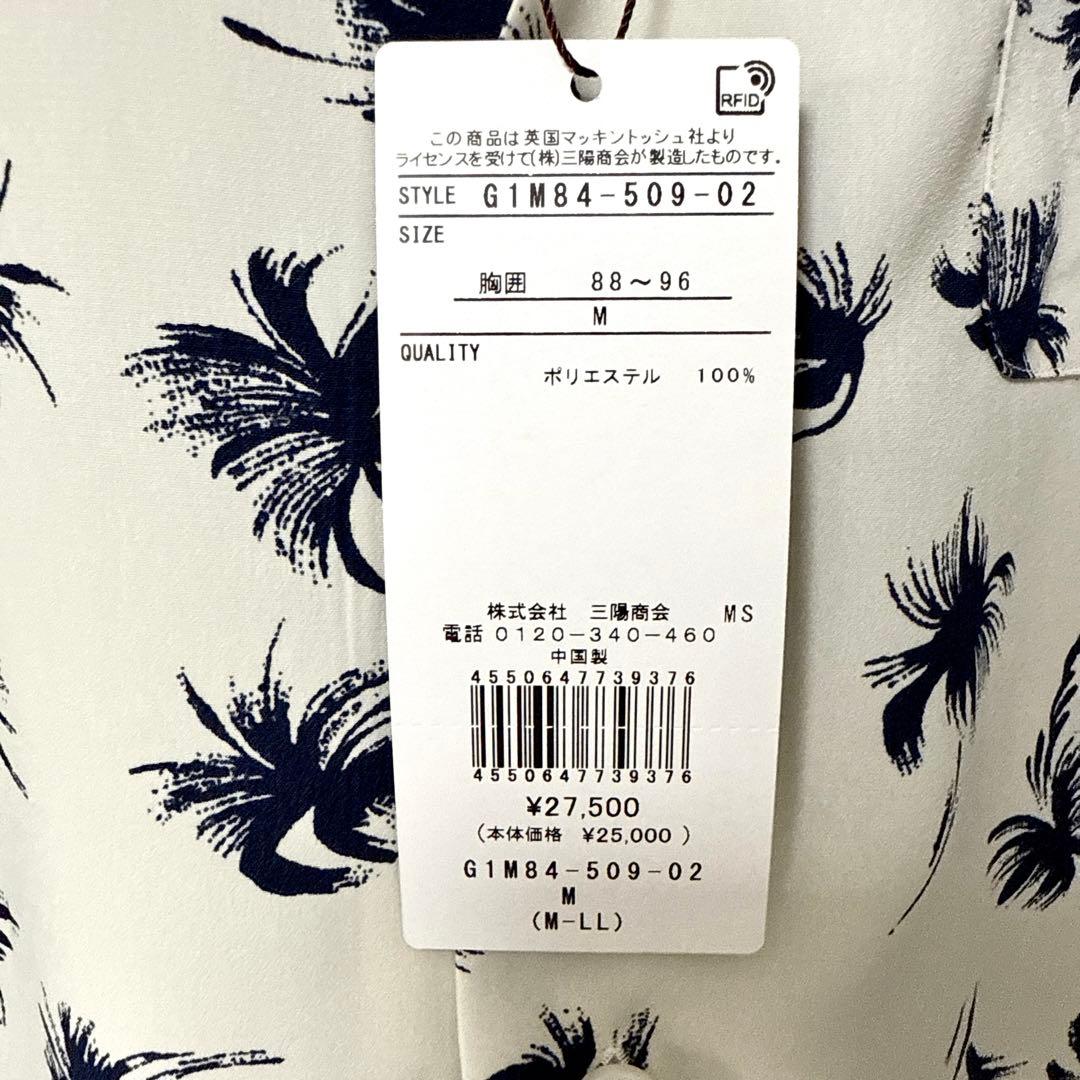 RFID
この商品は英国マッキントッシュ社より
ライセンスを受けて(株)三陽商会が製造したものです.
STYLE G1M84-509-02
SIZE
胸囲 88～96
M
QUALITY
ポリエステル 100%
株式会社 三陽商会 MS
電話 0120-340-460
中国製
4550647739376
4550647739376
¥27,500
(本体価格 ¥25,000 )
G1M84-509-02
M
(M-LL)